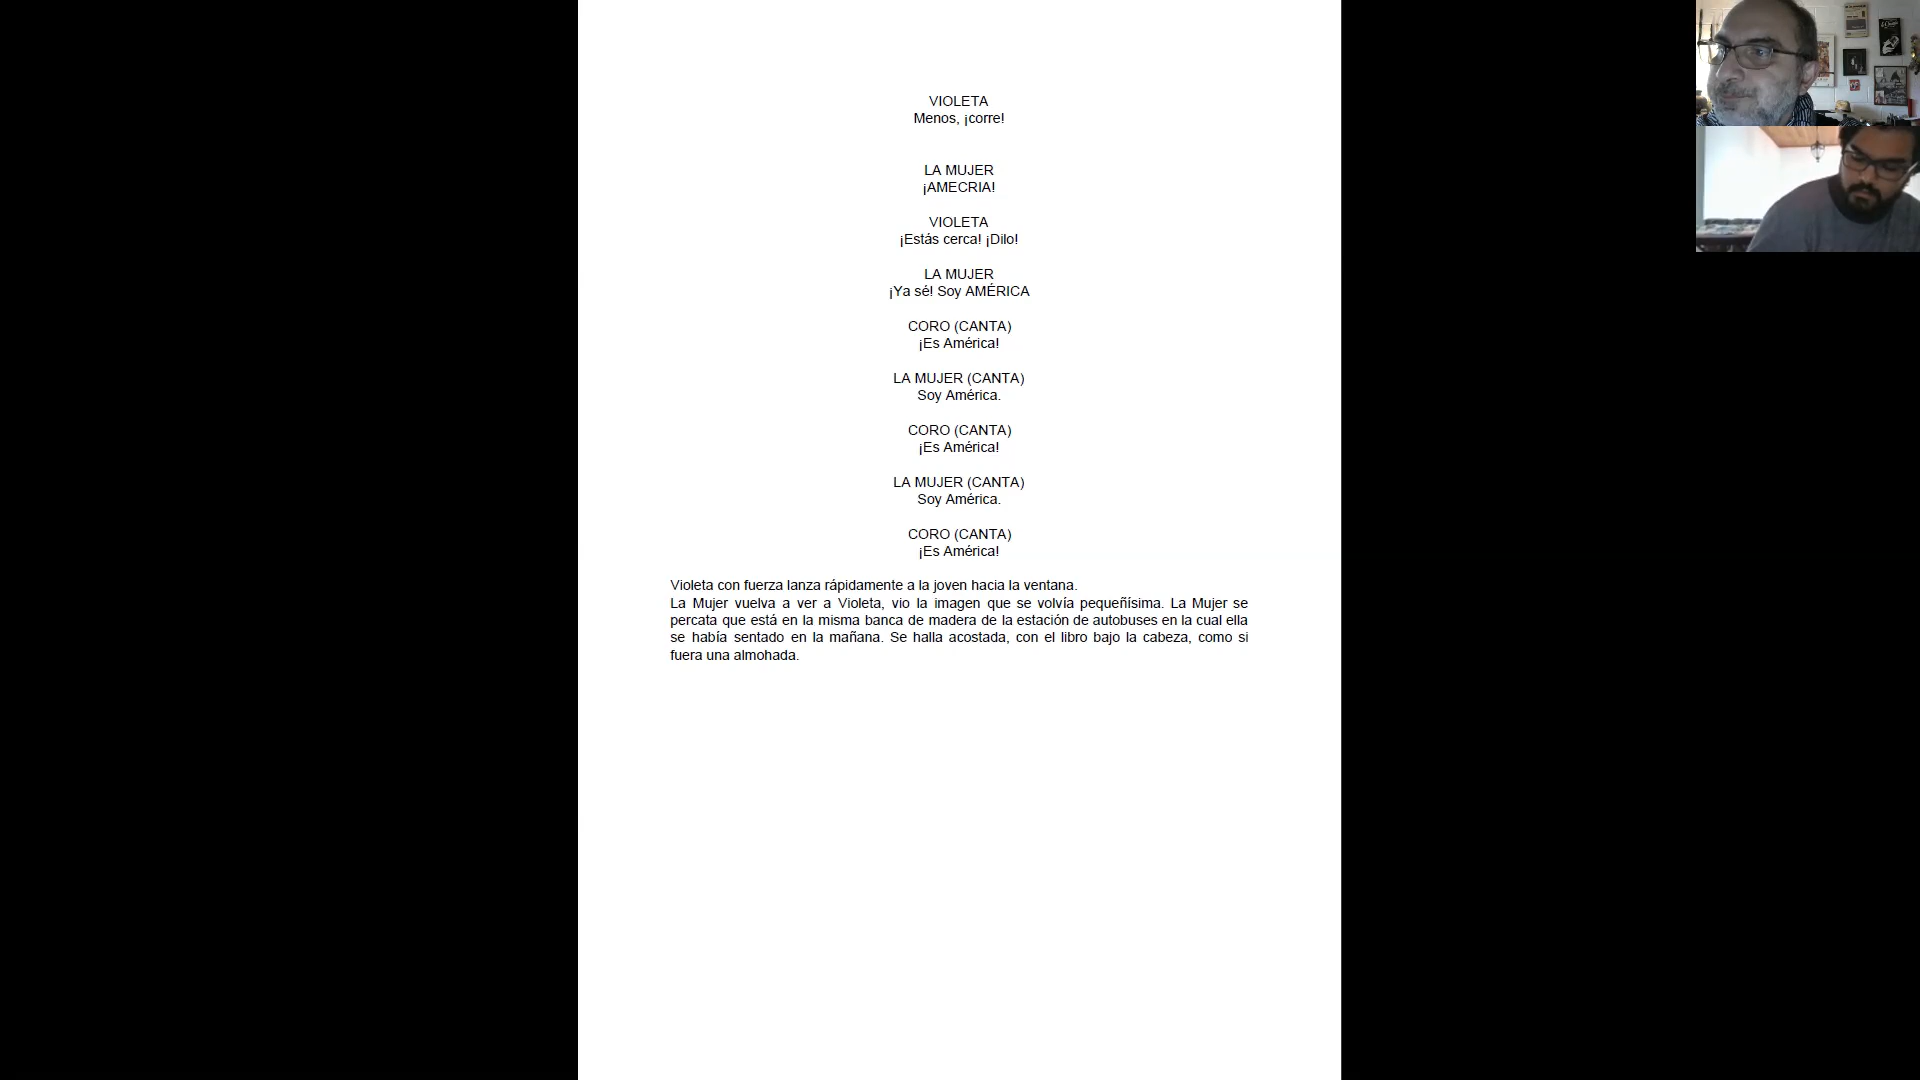 VIOLETA
Menos, ¡corre!
LA MUJER
¡AMECRIA!
VIOLETA
¡Estás cerca! ¡Dilo!
LA MUJER
¡Ya sé! Soy AMÉRICA
CORO (CANTA)
¡Es América!
LA MUJER (CANTA)
Soy América.
CORO (CANTA)
¡Es América!
LA MUJER (CANTA)
Soy América.
CORO (CANTA)
¡Es América!
Violeta con fuerza lanza rápidamente a la joven hacia la ventana.
La Mujer vuelva a ver a Violeta, vio la imagen que se volvía pequeñísima. La Mujer se
percata que está en la misma banca de madera de la estación de autobuses en la cual ella
se había sentado en la mañana. Se halla acostada, con el libro bajo la cabeza, como si
fuera una almohada.